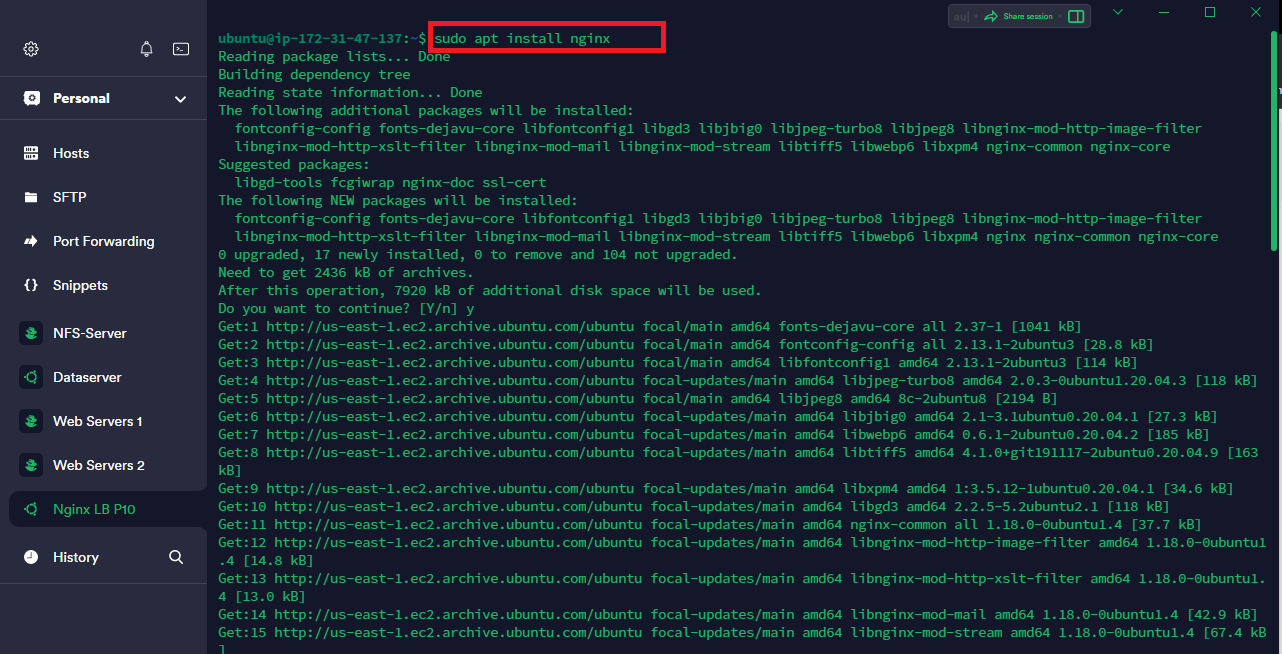 au
Share session
Personal
Hosts
SFTP
Port Forwarding
Snippets
NFS-Server
Dataserver
Web Servers 1
Web Servers 2
Nginx LB P10
History
ubuntu@ip-172-31-47-137:~$ sudo apt install nginx
Reading package lists... Done
Building dependency tree
Reading state information... Done
The following additional packages will be installed:
  fontconfig-config fonts-dejavu-core libfontconfig1 libgd3 libjbig0 libjpeg-turbo8 libjpeg8 libnginx-mod-http-image-filter
  libnginx-mod-http-xslt-filter libnginx-mod-mail libnginx-mod-stream libtiff5 libwebp6 libxpm4 nginx-common nginx-core
Suggested packages:
  libgd-tools fcgiwrap nginx-doc ssl-cert
The following NEW packages will be installed:
  fontconfig-config fonts-dejavu-core libfontconfig1 libgd3 libjbig0 libjpeg-turbo8 libjpeg8 libnginx-mod-http-image-filter
  libnginx-mod-http-xslt-filter libnginx-mod-mail libnginx-mod-stream libtiff5 libwebp6 libxpm4 nginx nginx-common nginx-core
0 upgraded, 17 newly installed, 0 to remove and 104 not upgraded.
Need to get 2436 kB of archives.
After this operation, 7920 kB of additional disk space will be used.
Do you want to continue? [Y/n] y
Get:1 http://us-east-1.ec2.archive.ubuntu.com/ubuntu focal/main amd64 fonts-dejavu-core all 2.37-1 [1041 kB]
Get:2 http://us-east-1.ec2.archive.ubuntu.com/ubuntu focal/main amd64 fontconfig-config all 2.13.1-2ubuntu3 [28.8 kB]
Get:3 http://us-east-1.ec2.archive.ubuntu.com/ubuntu focal/main amd64 libfontconfig1 amd64 2.13.1-2ubuntu3 [114 kB]
Get:4 http://us-east-1.ec2.archive.ubuntu.com/ubuntu focal-updates/main amd64 libjpeg-turbo8 amd64 2.0.3-0ubuntu1.20.04.3 [118 kB]
Get:5 http://us-east-1.ec2.archive.ubuntu.com/ubuntu focal/main amd64 libjpeg8 amd64 8c-2ubuntu8 [2194 B]
Get:6 http://us-east-1.ec2.archive.ubuntu.com/ubuntu focal-updates/main amd64 libjbig0 amd64 2.1-3.1ubuntu0.20.04.1 [27.3 kB]
Get:7 http://us-east-1.ec2.archive.ubuntu.com/ubuntu focal-updates/main amd64 libwebp6 amd64 0.6.1-2ubuntu0.20.04.2 [185 kB]
Get:8 http://us-east-1.ec2.archive.ubuntu.com/ubuntu focal-updates/main amd64 libtiff5 amd64 4.1.0+git191117-2ubuntu0.20.04.9 [163
kB]
Get:9 http://us-east-1.ec2.archive.ubuntu.com/ubuntu focal-updates/main amd64 libxpm4 amd64 1:3.5.12-1ubuntu0.20.04.1 [34.6 kB]
Get:10 http://us-east-1.ec2.archive.ubuntu.com/ubuntu focal-updates/main amd64 libgd3 amd64 2.2.5-5.2ubuntu2.1 [118 kB]
Get:11 http://us-east-1.ec2.archive.ubuntu.com/ubuntu focal-updates/main amd64 nginx-common all 1.18.0-0ubuntu1.4 [37.7 kB]
Get:12 http://us-east-1.ec2.archive.ubuntu.com/ubuntu focal-updates/main amd64 libnginx-mod-http-image-filter amd64 1.18.0-0ubuntu1
.4 [14.8 kB]
Get:13 http://us-east-1.ec2.archive.ubuntu.com/ubuntu focal-updates/main amd64 libnginx-mod-http-xslt-filter amd64 1.18.0-0ubuntu1.
4 [13.0 kB]
Get:14 http://us-east-1.ec2.archive.ubuntu.com/ubuntu focal-updates/main amd64 libnginx-mod-mail amd64 1.18.0-0ubuntu1.4 [42.9 kB]
Get:15 http://us-east-1.ec2.archive.ubuntu.com/ubuntu focal-updates/main amd64 libnginx-mod-stream amd64 1.18.0-0ubuntu1.4 [67.4 kB
]